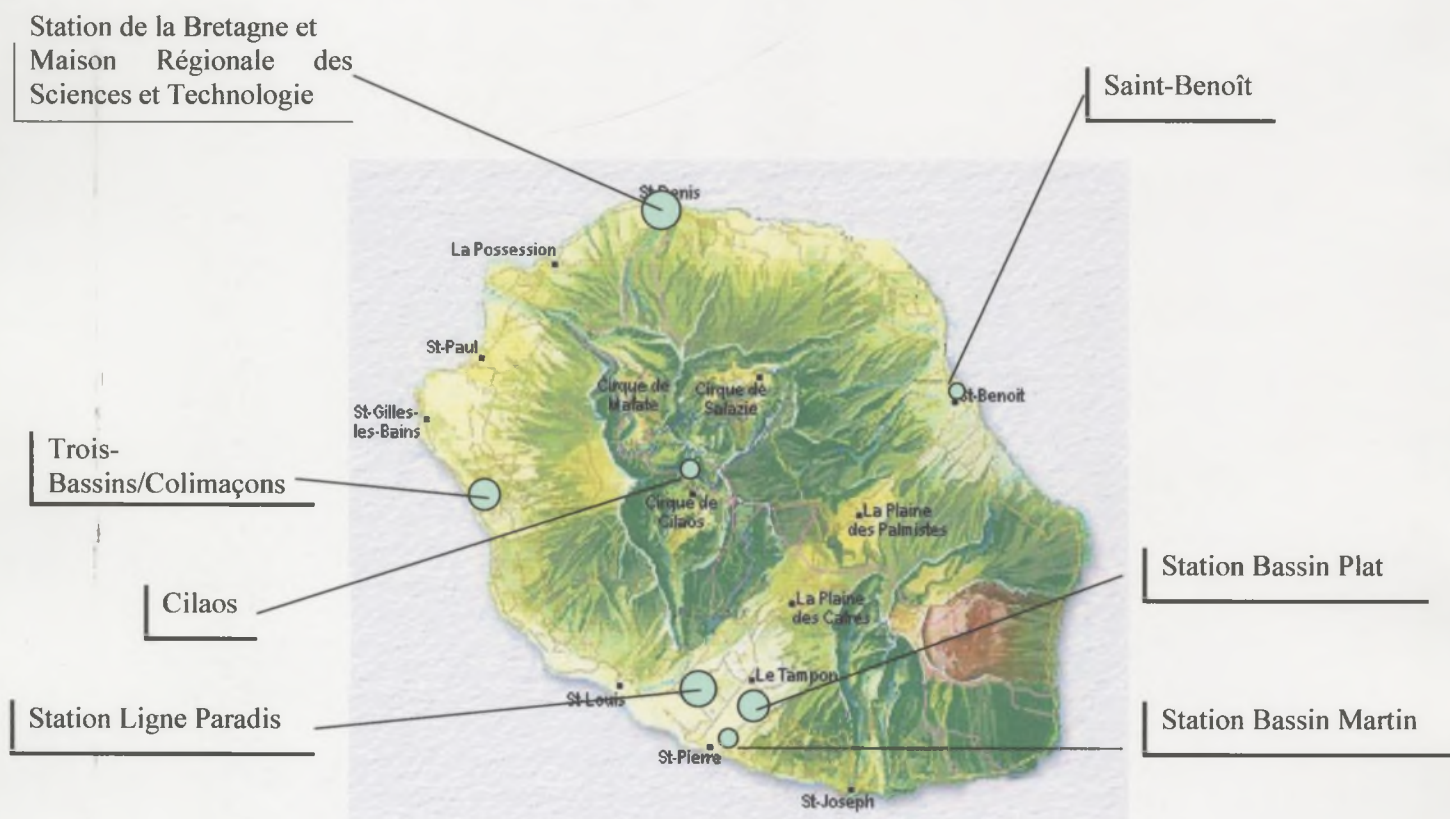 Station de la Bretagne et
Maison Régionale des
Sciences et Technologie
Saint-Benoît
St-Denis
La Possession
St-Paul
Cirque de
Mafate
Cirque de
Salazie
St-Benoit
St-Gilles-
les-Bains
Trois-
Bassins/Colimaçons
Cirque de
Cilaos
La Plaine
des Palmistes
Station Bassin Plat
Cilaos
La Plaine
des Cafres
Le Tampon
St-Louis
Station Ligne Paradis
Station Bassin Martin
St-Pierre
St-Joseph